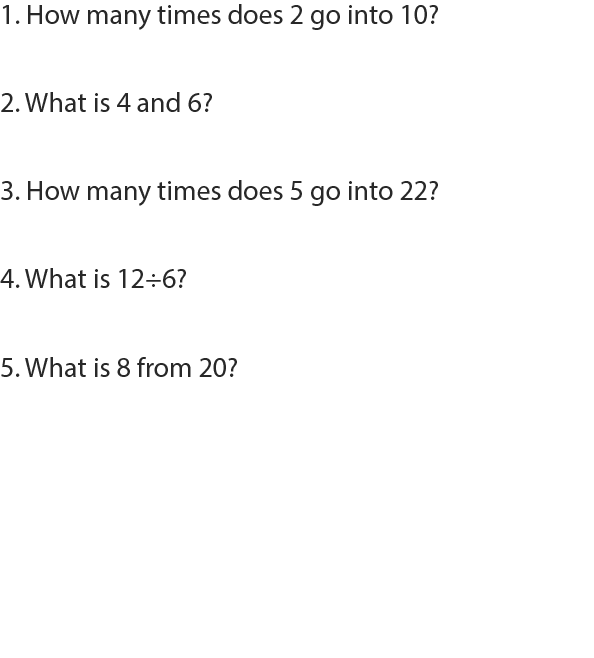 1. How many times does 2 go into 10?
2. What is 4 and 6?
3. How many times does 5 go into 22?
4. What is 12÷6?
5. What is 8 from 20?